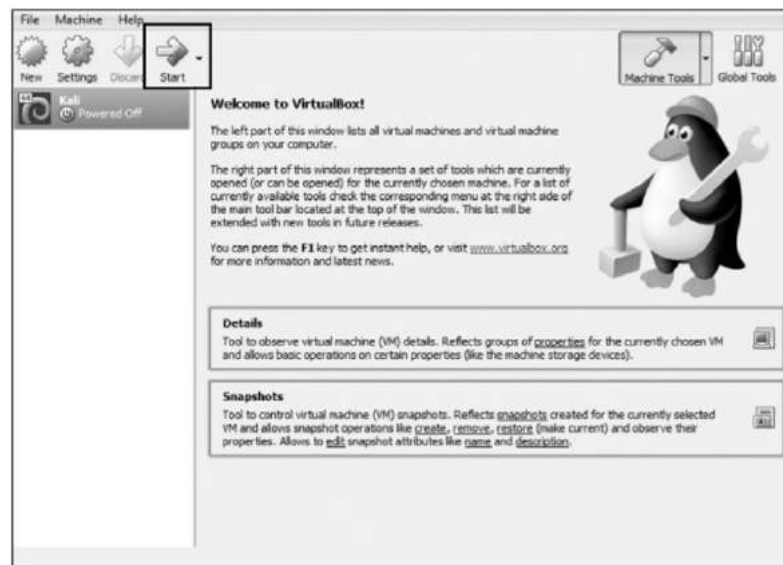 File Machine Help
New Settings Discard Start
Machine Tools Global Tools
64
Kali
Powered Off
Welcome to VirtualBox!
The left part of this window lists all virtual machines and virtual machine
groups on your computer.
The right part of this window represents a set of tools which are currently
opened (or can be opened) for the currently chosen machine. For a list of
currently available tools check the corresponding menu at the right side of
the main tool bar located at the top of the window. This list will be
extended with new tools in future releases.
You can press the F1 key to get instant help, or visit www.virtualbox.org
for more information and latest news.
Details
Tool to observe virtual machine (VM) details. Reflects groups of properties for the currently chosen VM
and allows basic operations on certain properties (like the machine storage devices).
Snapshots
Tool to control virtual machine (VM) snapshots. Reflects snapshots created for the currently selected
VM and allows snapshot operations like create, remove, restore (make current) and observe their
properties. Allows to edit snapshot attributes like name and description.